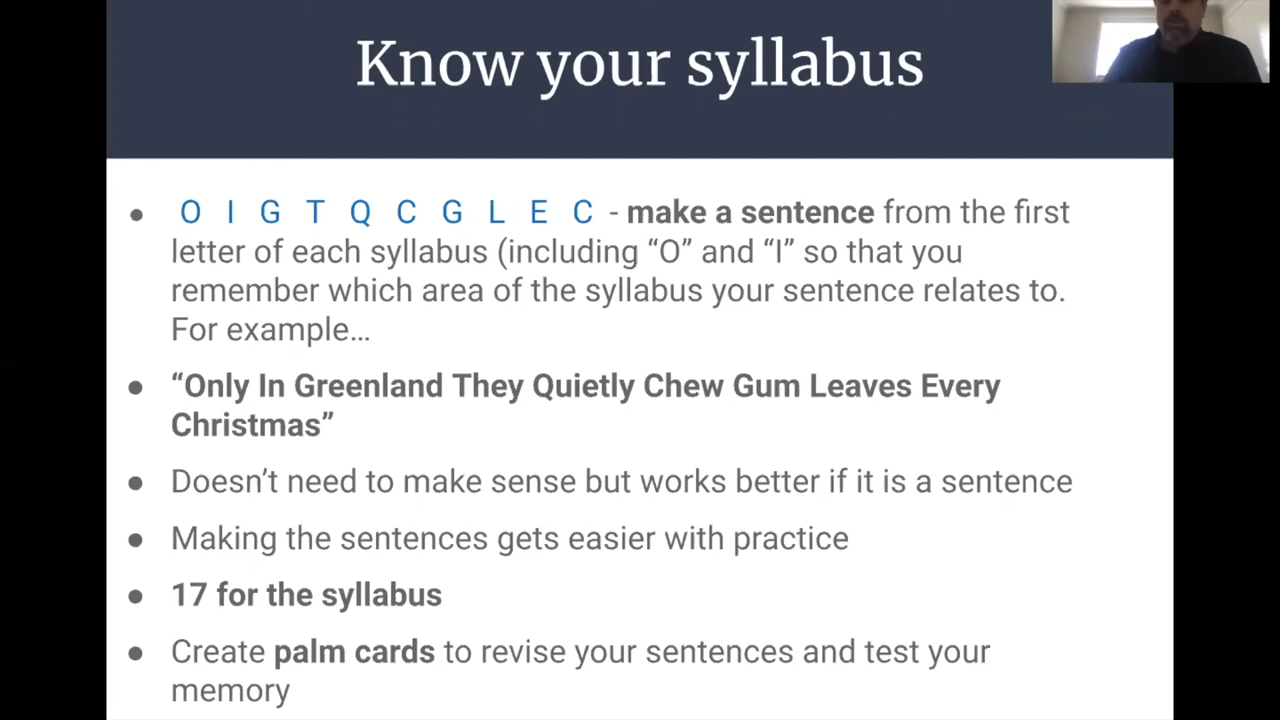 Know your syllabus
● O I G T Q C G L E C - make a sentence from the first
letter of each syllabus (including “O” and “I” so that you
remember which area of the syllabus your sentence relates to.
For example…
● “Only In Greenland They Quietly Chew Gum Leaves Every
Christmas”
● Doesn’t need to make sense but works better if it is a sentence
● Making the sentences gets easier with practice
● 17 for the syllabus
● Create palm cards to revise your sentences and test your
memory